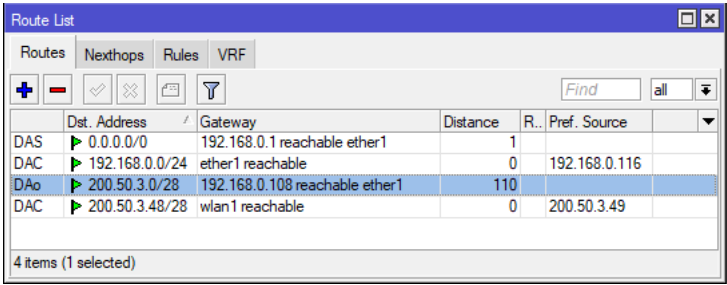 Route List
Routes Nexthops Rules VRF
Find all
Dst. Address Gateway Distance R.. Pref. Source
DAS 0.0.0.0/0 192.168.0.1 reachable ether1 1
DAC 192.168.0.0/24 ether1 reachable 0 192.168.0.116
DAo 200.50.3.0/28 192.168.0.108 reachable ether1 110
DAC 200.50.3.48/28 wlan1 reachable 0 200.50.3.49
4 items (1 selected)